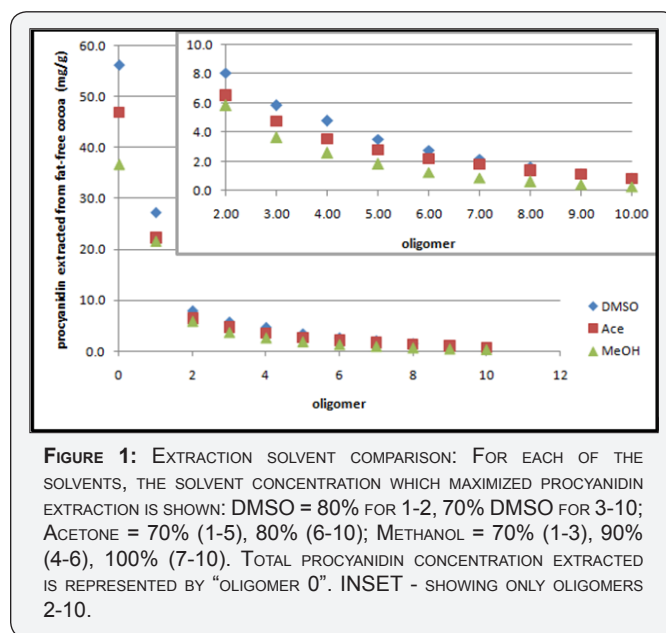 60.0
50.0
40.0
30.0
20.0
10.0
0.0
procyanidin extracted from fat-free cocoa (mg/g)
10.0
8.0
6.0
4.0
2.0
0.0
2.00 3.00 4.00 5.00 6.00 7.00 8.00 9.00 10.00
oligomer
DMSO
Ace
MeOH
0 2 4 6 8 10 12
oligomer
FIGURE 1: EXTRACTION SOLVENT COMPARISON: FOR EACH OF THE
SOLVENTS, THE SOLVENT CONCENTRATION WHICH MAXIMIZED PROCYANIDIN
EXTRACTION IS SHOWN: DMSO = 80% FOR 1-2, 70% DMSO FOR 3-10;
ACETONE = 70% (1-5), 80% (6-10); METHANOL = 70% (1-3), 90%
(4-6), 100% (7-10). TOTAL PROCYANIDIN CONCENTRATION EXTRACTED
IS REPRESENTED BY "OLIGOMER 0". INSET - SHOWING ONLY OLIGOMERS
2-10.